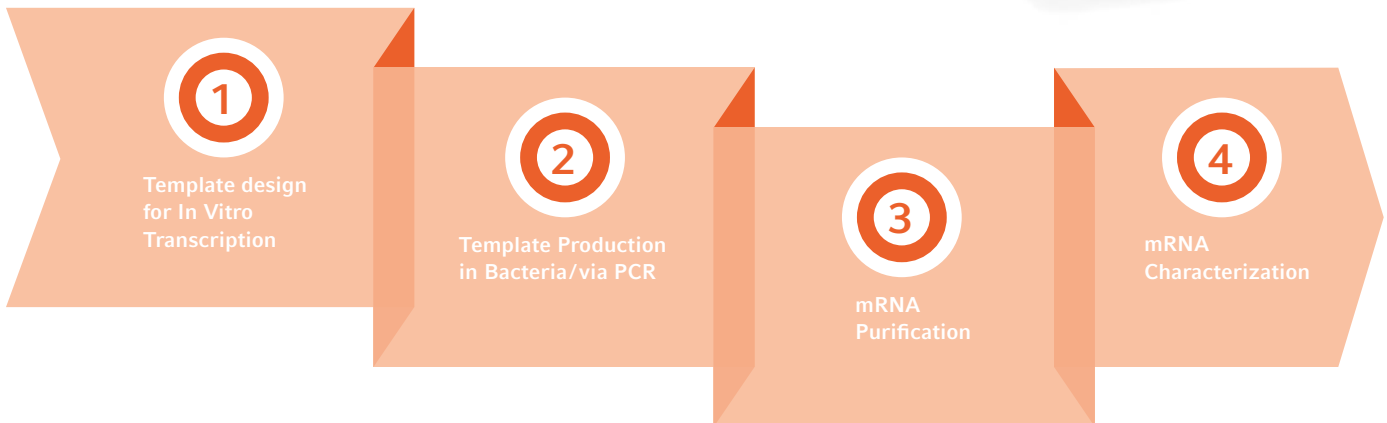 1
Template design
for In Vitro
Transcription
2
Template Production
in Bacteria/via PCR
3
mRNA
Purification
4
mRNA
Characterization